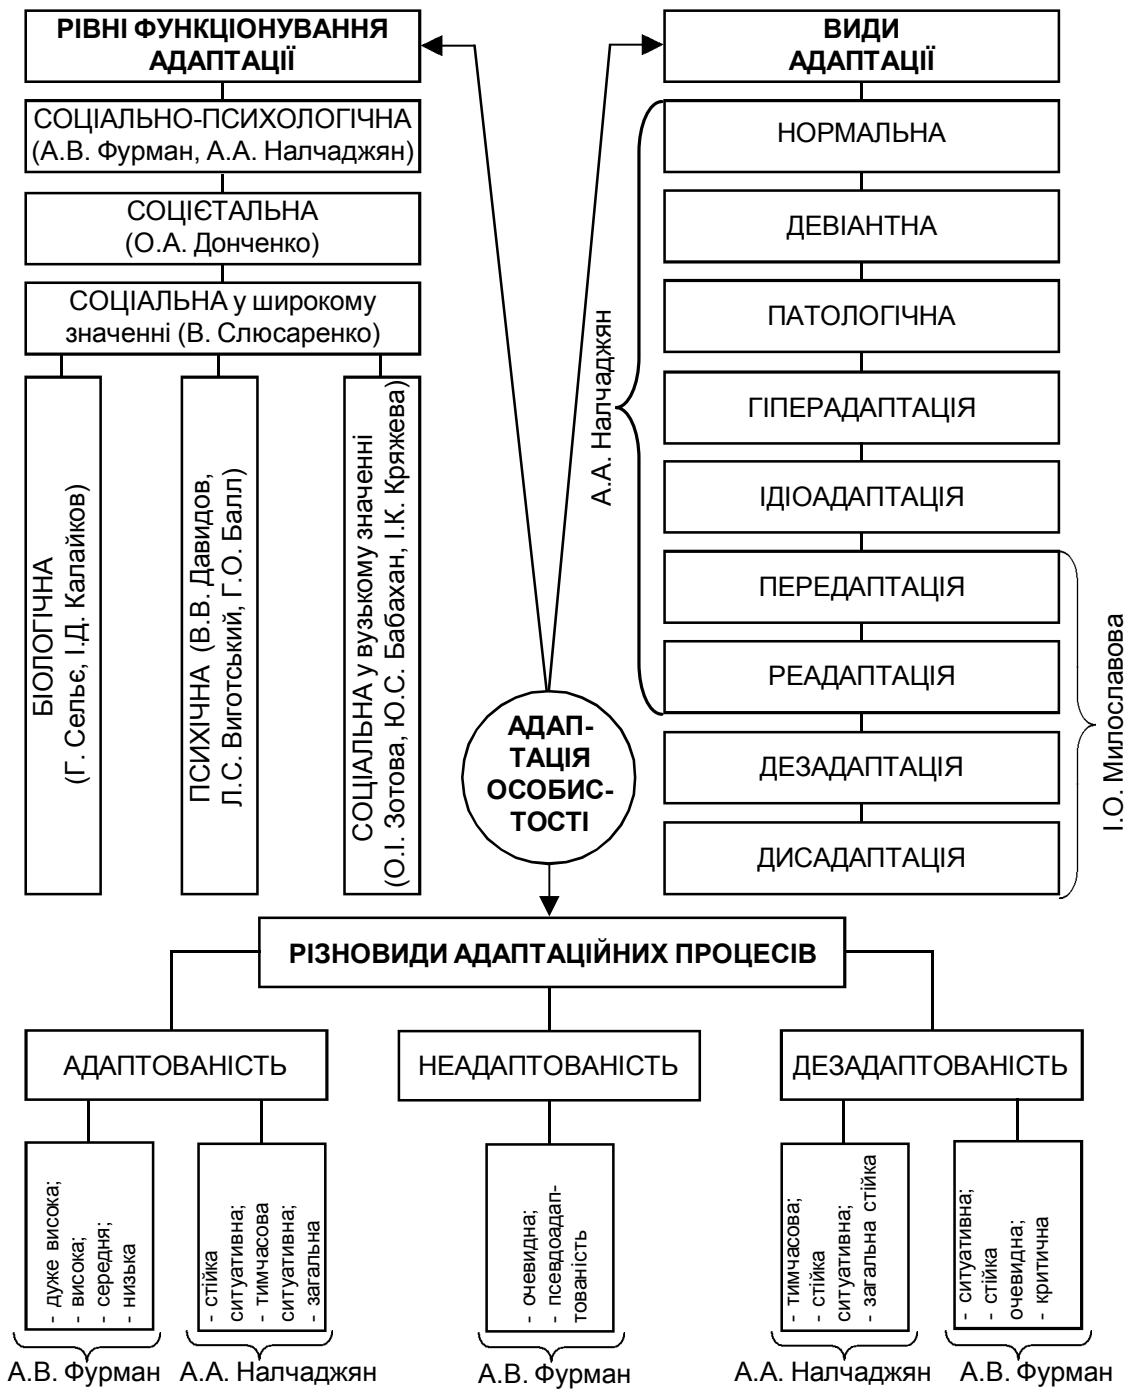 РІВНІ ФУНКЦІОНУВАННЯ
АДАПТАЦІЇ
СОЦІАЛЬНО-ПСИХОЛОГІЧНА
(А.В. Фурман, А.А. Налчаджян)
СОЦІЄТАЛЬНА
(О.А. Донченко)
СОЦІАЛЬНА у широкому
значенні (В. Слюсаренко)
БІОЛОГІЧНА
(Г. Сельє, І.Д. Калайков)
ПСИХІЧНА (В.В. Давидов,
Л.С. Виготський, Г.О. Балл)
СОЦІАЛЬНА у вузькому значенні
(О.І. Зотова, Ю.С. Бабахан, І.К. Кряжева)
ВИДИ
АДАПТАЦІЇ
НОРМАЛЬНА
ДЕВІАНТНА
ПАТОЛОГІЧНА
ГІПЕРАДАПТАЦІЯ
ІДІОАДАПТАЦІЯ
ПЕРЕДАПТАЦІЯ
РЕАДАПТАЦІЯ
ДЕЗАДАПТАЦІЯ
ДИСАДАПТАЦІЯ
А.А. Налчаджян
І.О. Милославова
АДАП-
ТАЦІЯ
ОСОБИС-
ТОСТІ
РІЗНОВИДИ АДАПТАЦІЙНИХ ПРОЦЕСІВ
АДАПТОВАНІСТЬ
- дуже висока;
- висока;
- середня;
- низька
А.В. Фурман
- стійка
ситуативна;
- тимчасова
ситуативна;
- загальна
А.А. Налчаджян
НЕАДАПТОВАНІСТЬ
- очевидна;
- псевдоадап-
тованість
А.В. Фурман
ДЕЗАДАПТОВАНІСТЬ
- тимчасова;
- стійка
ситуативна;
- загальна стійка
А.А. Налчаджян
- ситуативна;
- стійка
очевидна;
- критична
А.В. Фурман